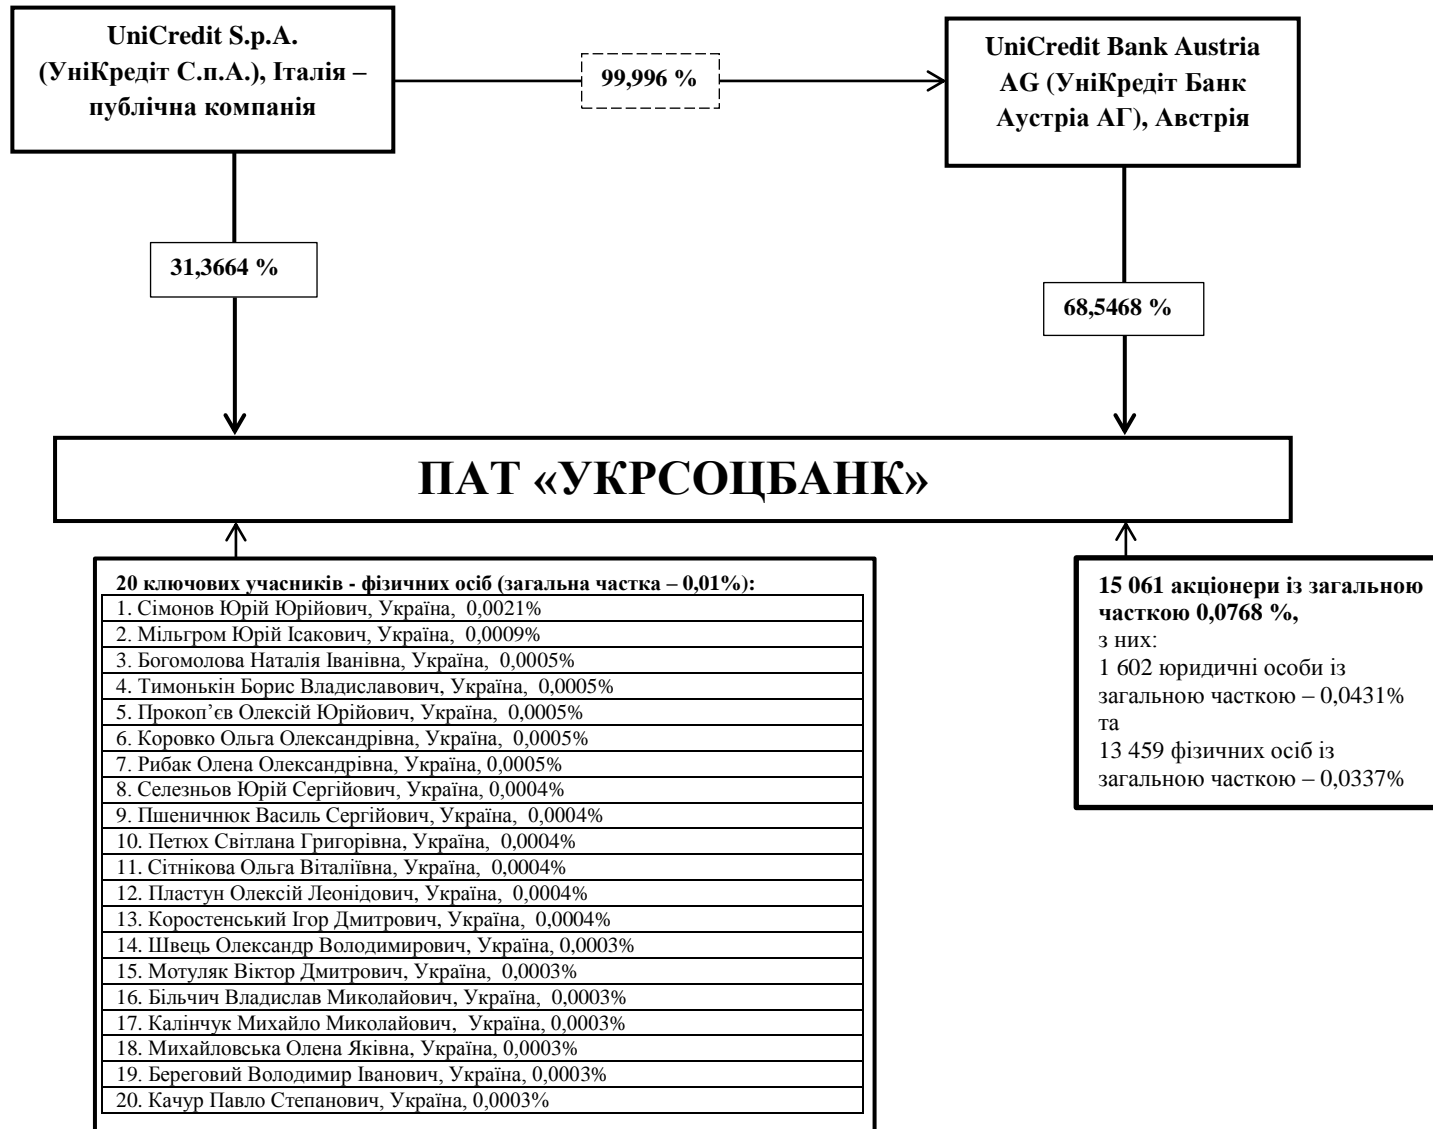 UniCredit S.p.A.
(УніКредіт С.п.А.), Італія –
публічна компанія
99,996 %
UniCredit Bank Austria
AG (УніКредіт Банк
Аустріа АГ), Австрія
31,3664 %
68,5468 %
ПАТ «УКРСОЦБАНК»
20 ключових учасників - фізичних осіб (загальна частка – 0,01%):
1. Сімонов Юрій Юрійович, Україна, 0,0021%
2. Мільгром Юрій Ісакович, Україна, 0,0009%
3. Богомолова Наталія Іванівна, Україна, 0,0005%
4. Тимонькін Борис Владиславович, Україна, 0,0005%
5. Прокоп’єв Олексій Юрійович, Україна, 0,0005%
6. Коровко Ольга Олександрівна, Україна, 0,0005%
7. Рибак Олена Олександрівна, Україна, 0,0005%
8. Селезньов Юрій Сергійович, Україна, 0,0004%
9. Пшеничнюк Василь Сергійович, Україна, 0,0004%
10. Петюх Світлана Григорівна, Україна, 0,0004%
11. Сітнікова Ольга Віталіївна, Україна, 0,0004%
12. Пластун Олексій Леонідович, Україна, 0,0004%
13. Коростенський Ігор Дмитрович, Україна, 0,0004%
14. Швець Олександр Володимирович, Україна, 0,0003%
15. Мотуляк Віктор Дмитрович, Україна, 0,0003%
16. Більчич Владислав Миколайович, Україна, 0,0003%
17. Калінчук Михайло Миколайович, Україна, 0,0003%
18. Михайловська Олена Яківна, Україна, 0,0003%
19. Береговий Володимир Іванович, Україна, 0,0003%
20. Качур Павло Степанович, Україна, 0,0003%
15 061 акціонери із загальною
часткою 0,0768 %,
з них:
1 602 юридичні особи із
загальною часткою – 0,0431%
та
13 459 фізичних осіб із
загальною часткою – 0,0337%